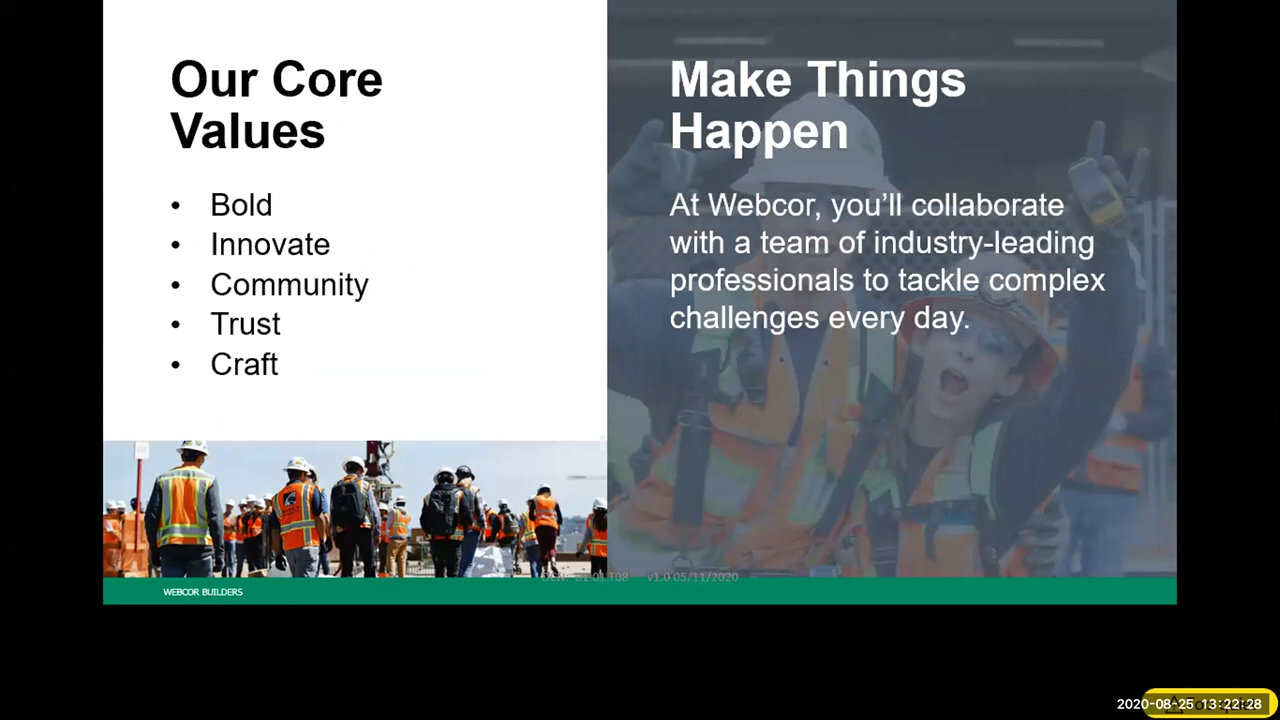 Our Core
Values
• Bold
• Innovate
• Community
• Trust
• Craft
Make Things
Happen
At Webcor, you’ll collaborate
with a team of industry-leading
professionals to tackle complex
challenges every day.
v1.0 05/11/2020
WEBCOR BUILDERS
2020-08-25 13:22:28